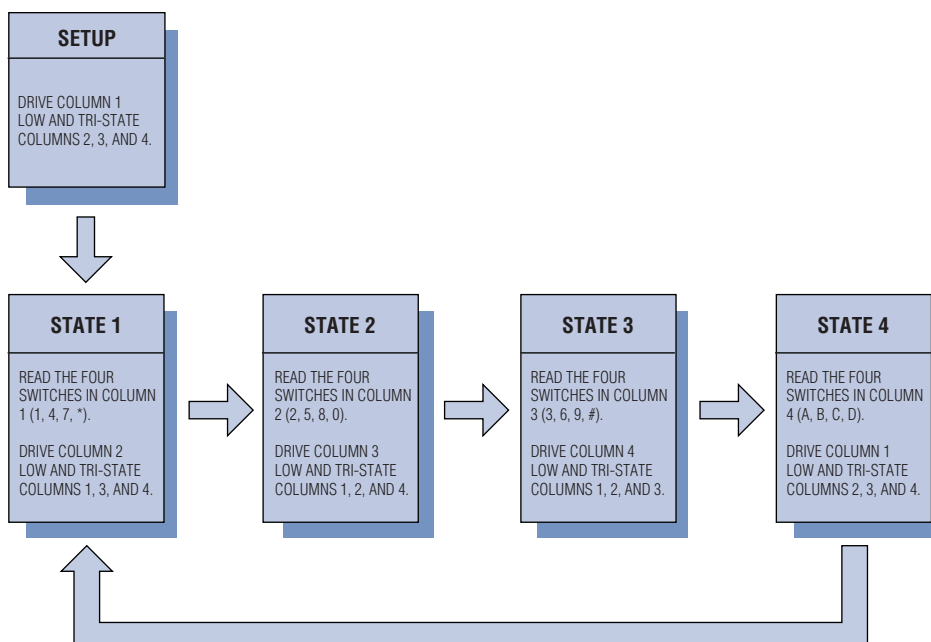 SETUP
DRIVE COLUMN 1
LOW AND TRI-STATE
COLUMNS 2, 3, AND 4.
STATE 1
READ THE FOUR
SWITCHES IN COLUMN
1 (1, 4, 7, *).
DRIVE COLUMN 2
LOW AND TRI-STATE
COLUMNS 1, 3, AND 4.
STATE 2
READ THE FOUR
SWITCHES IN COLUMN
2 (2, 5, 8, 0).
DRIVE COLUMN 3
LOW AND TRI-STATE
COLUMNS 1, 2, AND 4.
STATE 3
READ THE FOUR
SWITCHES IN COLUMN
3 (3, 6, 9, #).
DRIVE COLUMN 4
LOW AND TRI-STATE
COLUMNS 1, 2, AND 3.
STATE 4
READ THE FOUR
SWITCHES IN COLUMN
4 (A, B, C, D).
DRIVE COLUMN 1
LOW AND TRI-STATE
COLUMNS 2, 3, AND 4.